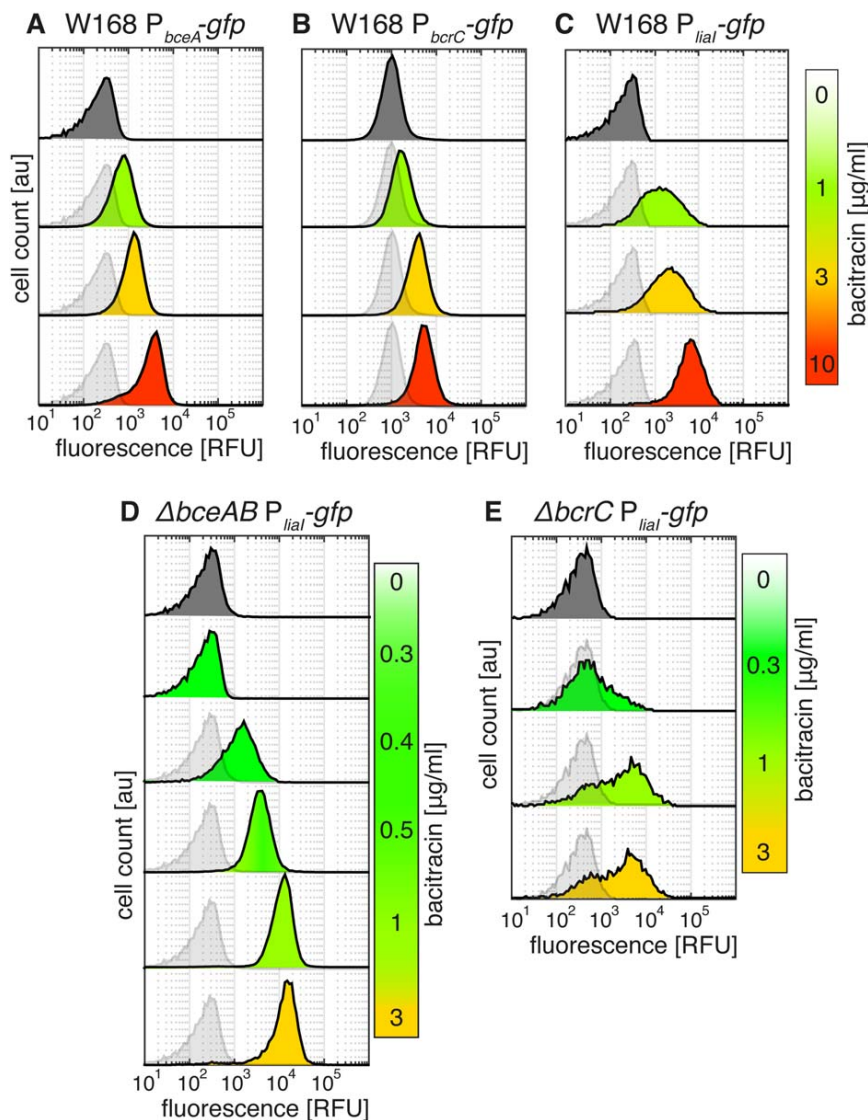 A W168 PbceA-gfp
B W168 PbcrC-gfp
C W168 PliaI-gfp
cell count [au]
0
1
3
10
bacitracin [µg/ml]
10¹ 10² 10³ 10⁴ 10⁵
10¹ 10² 10³ 10⁴ 10⁵
10¹ 10² 10³ 10⁴ 10⁵
fluorescence [RFU]
fluorescence [RFU]
fluorescence [RFU]
D ΔbceAB PliaI-gfp
cell count [au]
0
0.3
0.4
0.5
1
3
bacitracin [µg/ml]
10¹ 10² 10³ 10⁴ 10⁵
fluorescence [RFU]
E ΔbcrC PliaI-gfp
cell count [au]
0
0.3
1
3
bacitracin [µg/ml]
10¹ 10² 10³ 10⁴ 10⁵
fluorescence [RFU]